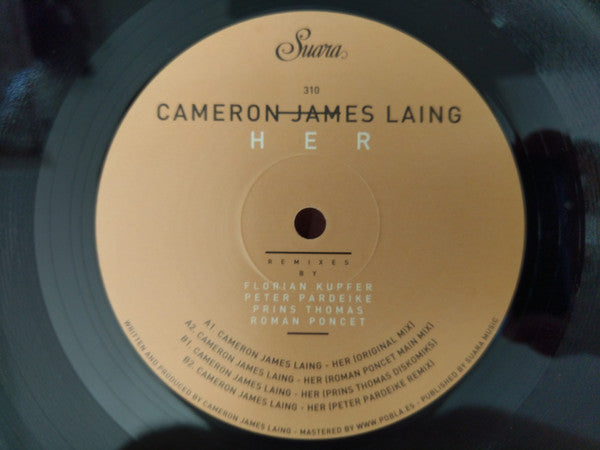 Suara
310
CAMERON JAMES LAING
HER
REMIXES
BY
FLORIAN KUPFER
PETER PARDEIKE
PRINS THOMAS
ROMAN PONCET
A1. CAMERON JAMES LAING - HER (ORIGINAL MIX)
A2. CAMERON JAMES LAING - HER (ROMAN PONCET MAIN MIX)
B1. CAMERON JAMES LAING - HER (PRINS THOMAS DISKOMIKS)
B2. CAMERON JAMES LAING - HER (PETER PARDEIKE REMIX)
WRITTEN AND PRODUCED BY CAMERON JAMES LAING - MASTERED BY WWW.POBLA.ES - PUBLISHED BY SUARA MUSIC